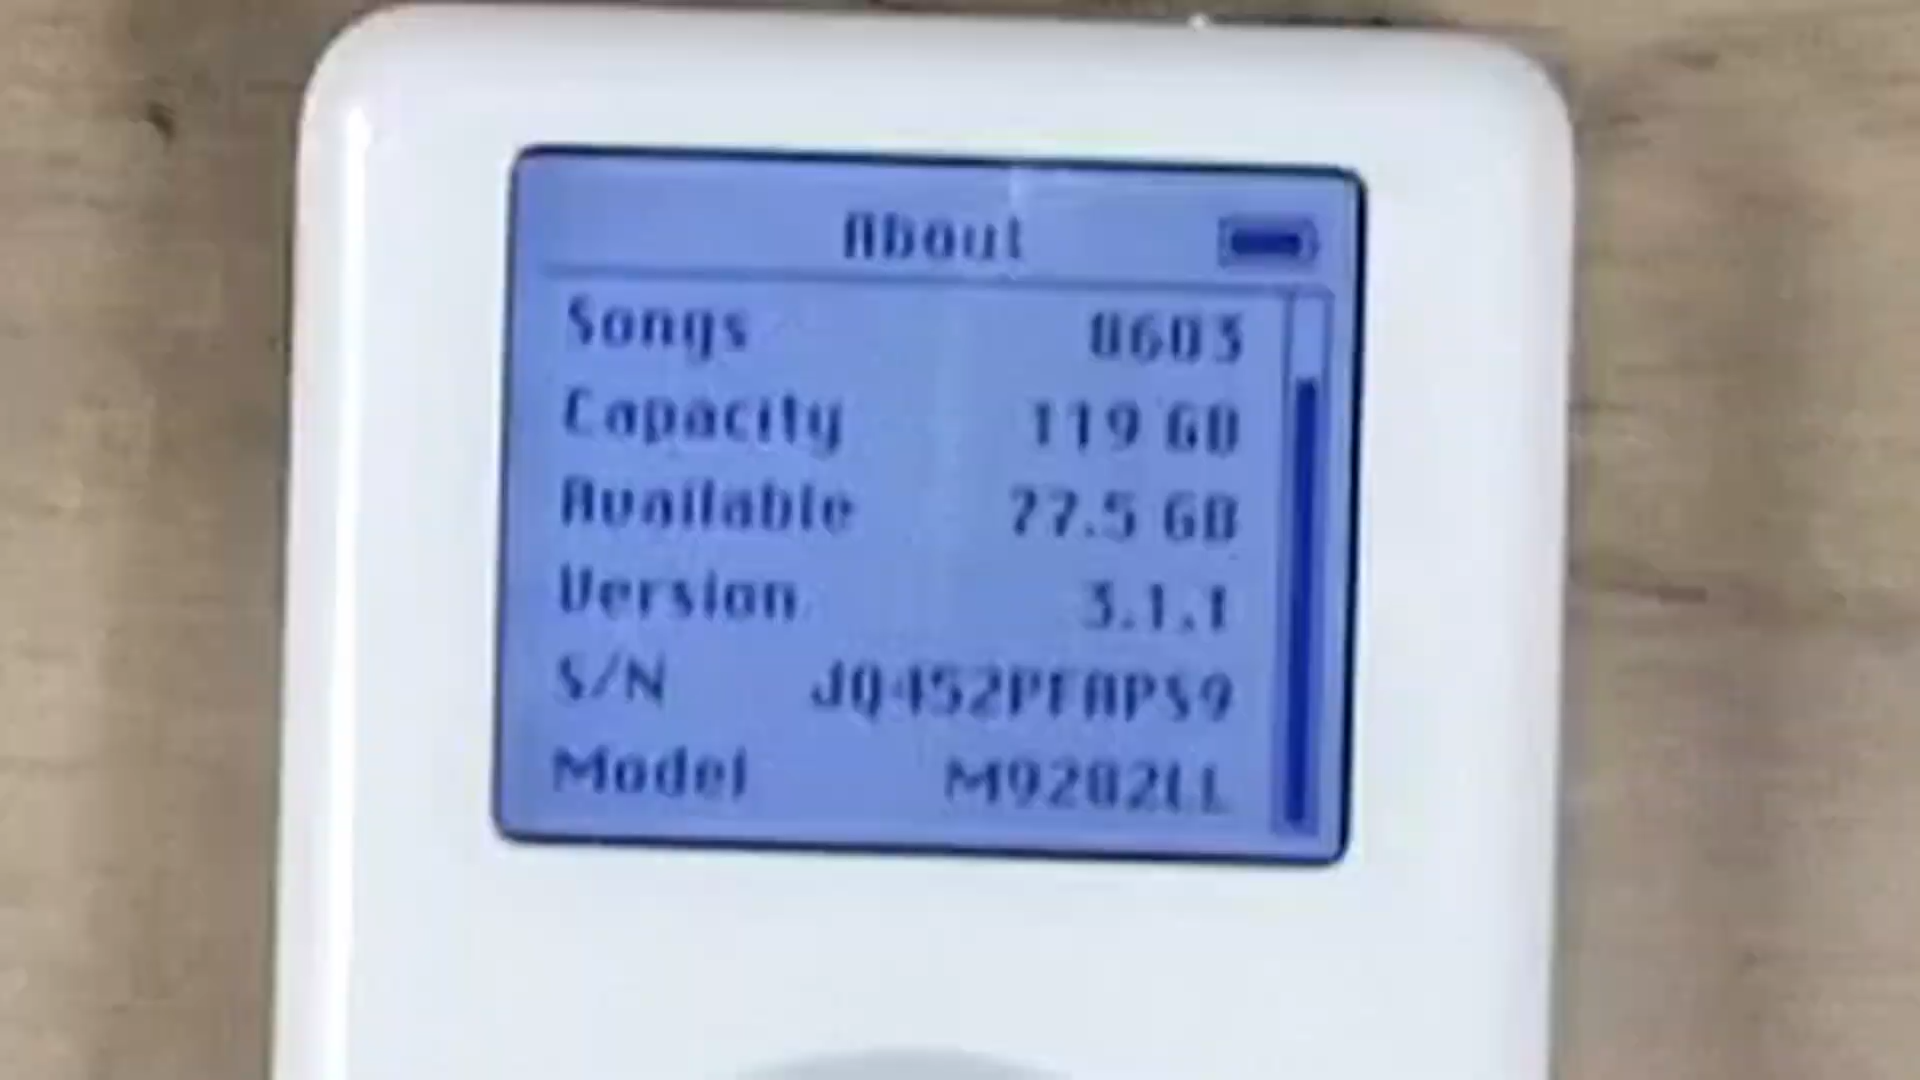 About
Songs 8603
Capacity 119 GB
Available 77.5 GB
Version 3.1.1
S/N JQ452PFAPS9
Model M9282LL